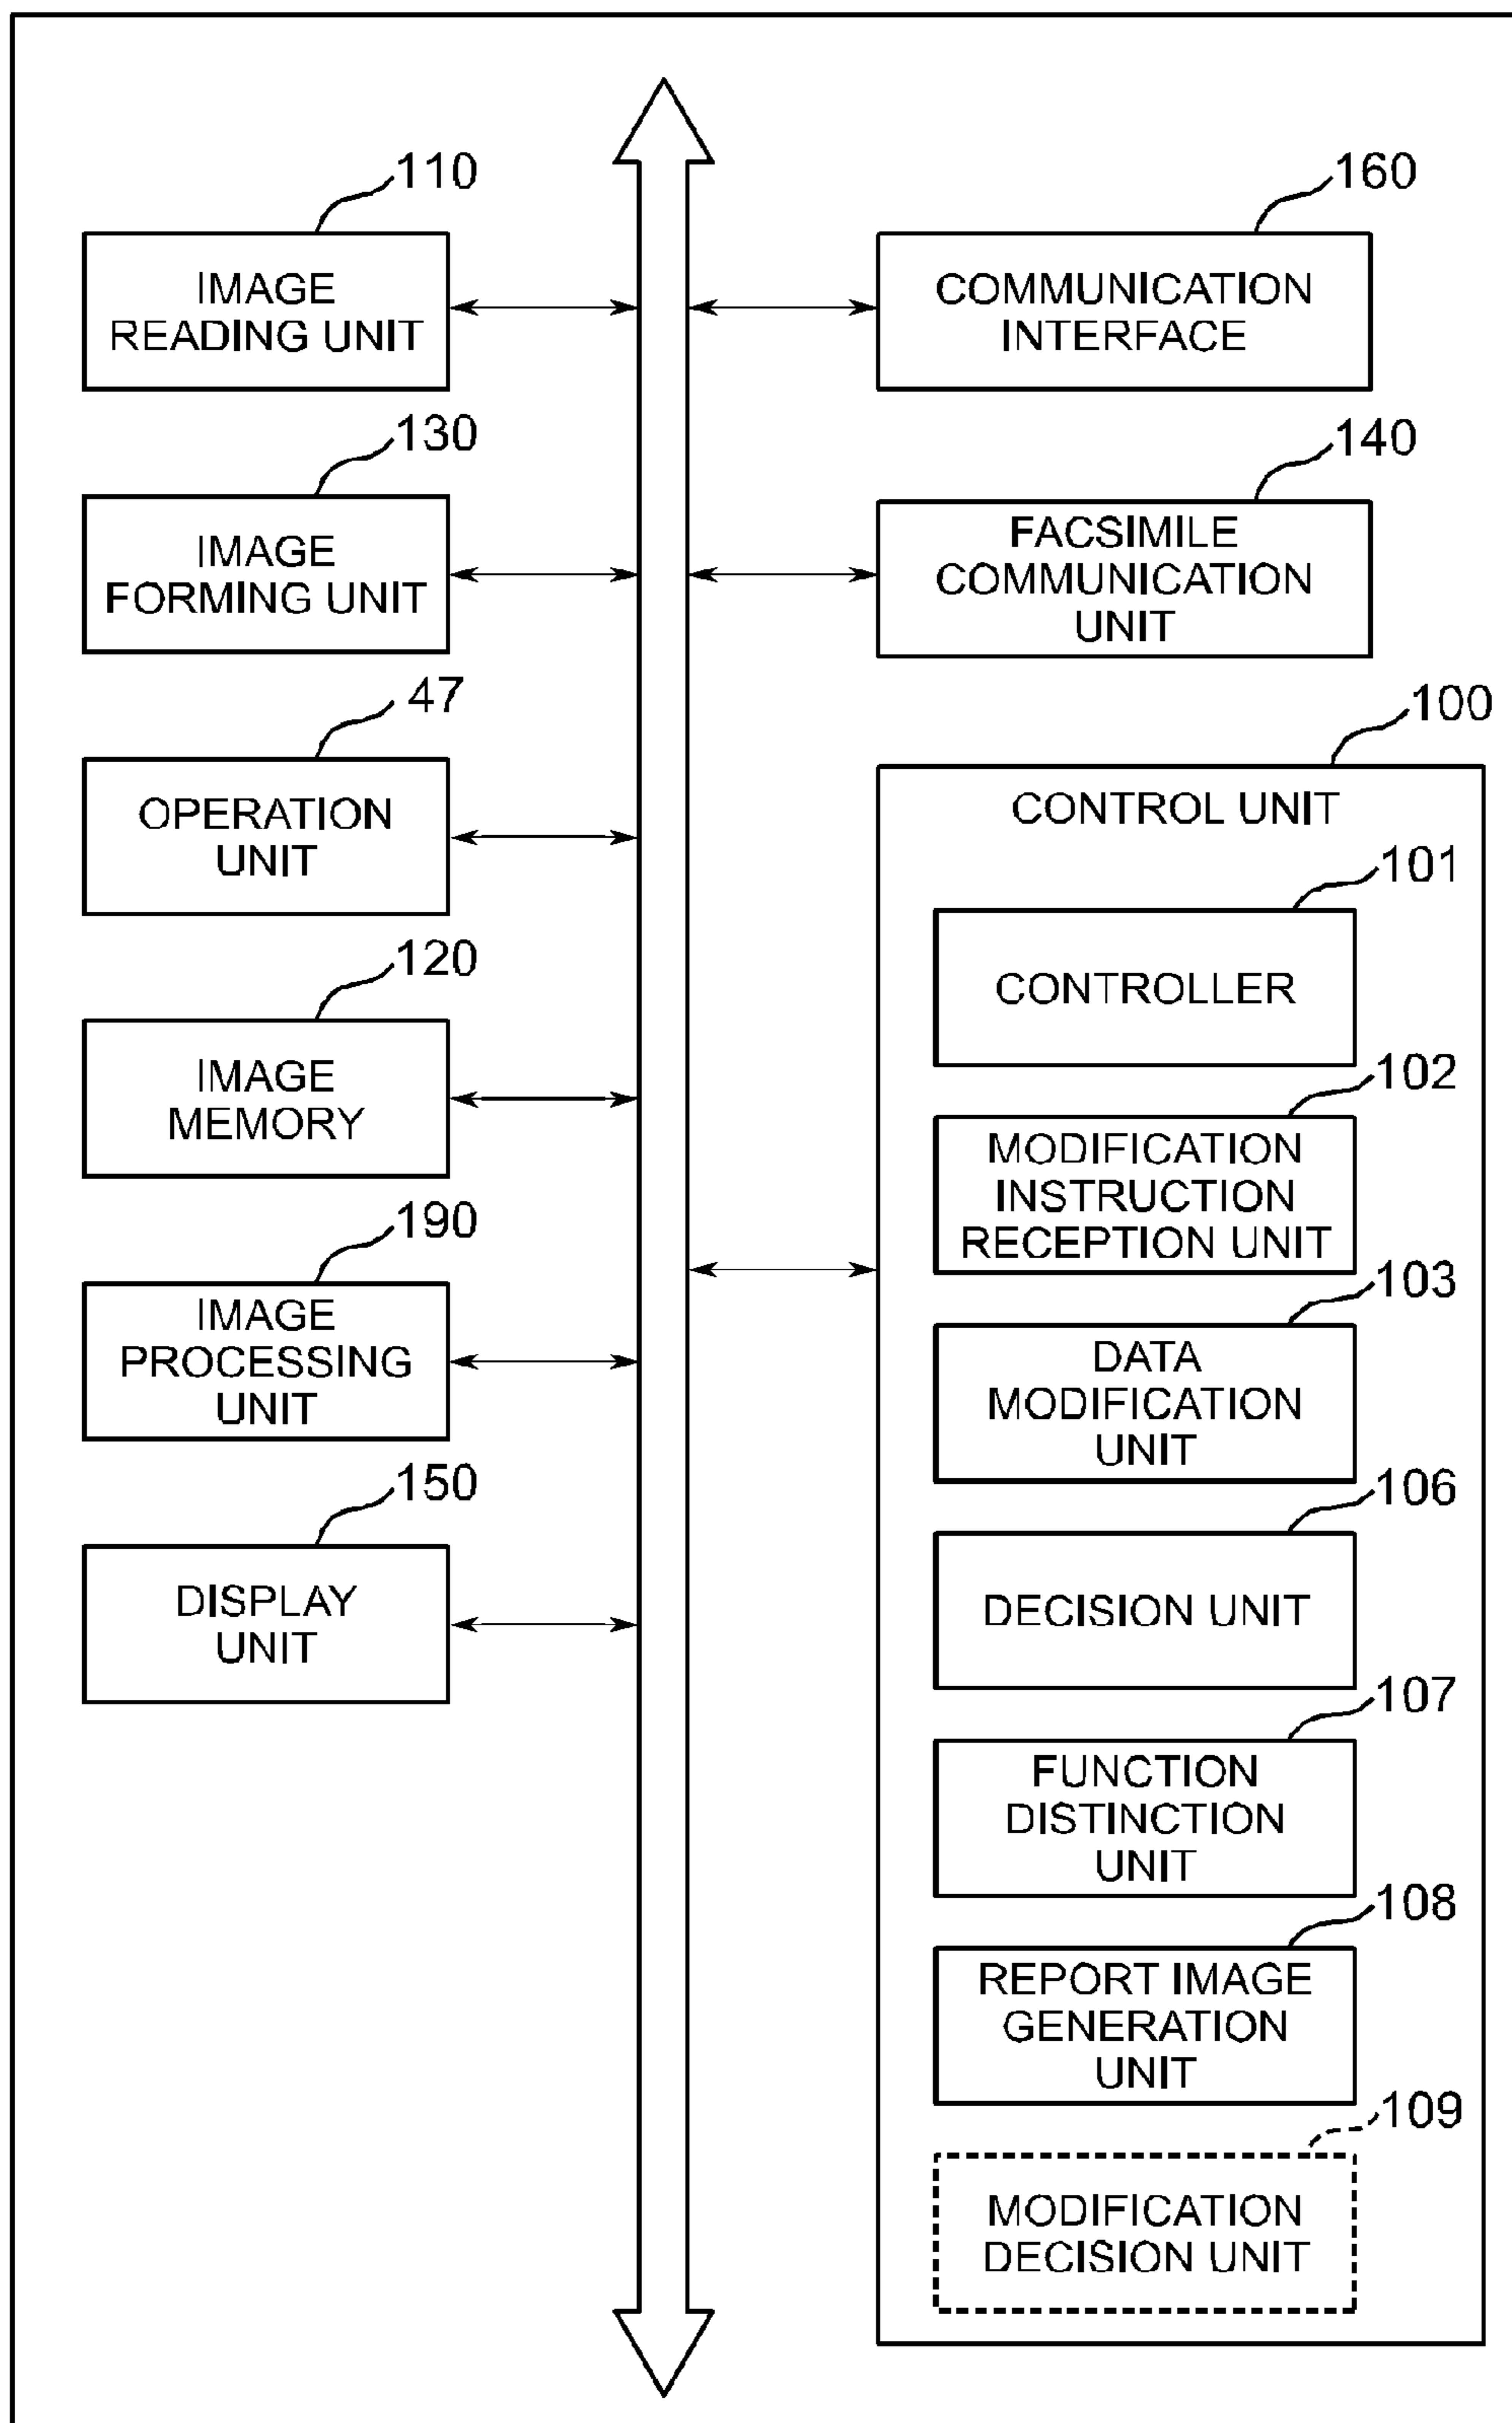 110
IMAGE
READING UNIT
130
IMAGE
FORMING UNIT
47
OPERATION
UNIT
120
IMAGE
MEMORY
190
IMAGE
PROCESSING
UNIT
150
DISPLAY
UNIT
160
COMMUNICATION
INTERFACE
140
FACSIMILE
COMMUNICATION
UNIT
100
CONTROL UNIT
101
CONTROLLER
102
MODIFICATION
INSTRUCTION
RECEPTION UNIT
103
DATA
MODIFICATION
UNIT
106
DECISION UNIT
107
FUNCTION
DISTINCTION
UNIT
108
REPORT IMAGE
GENERATION
UNIT
109
MODIFICATION
DECISION UNIT